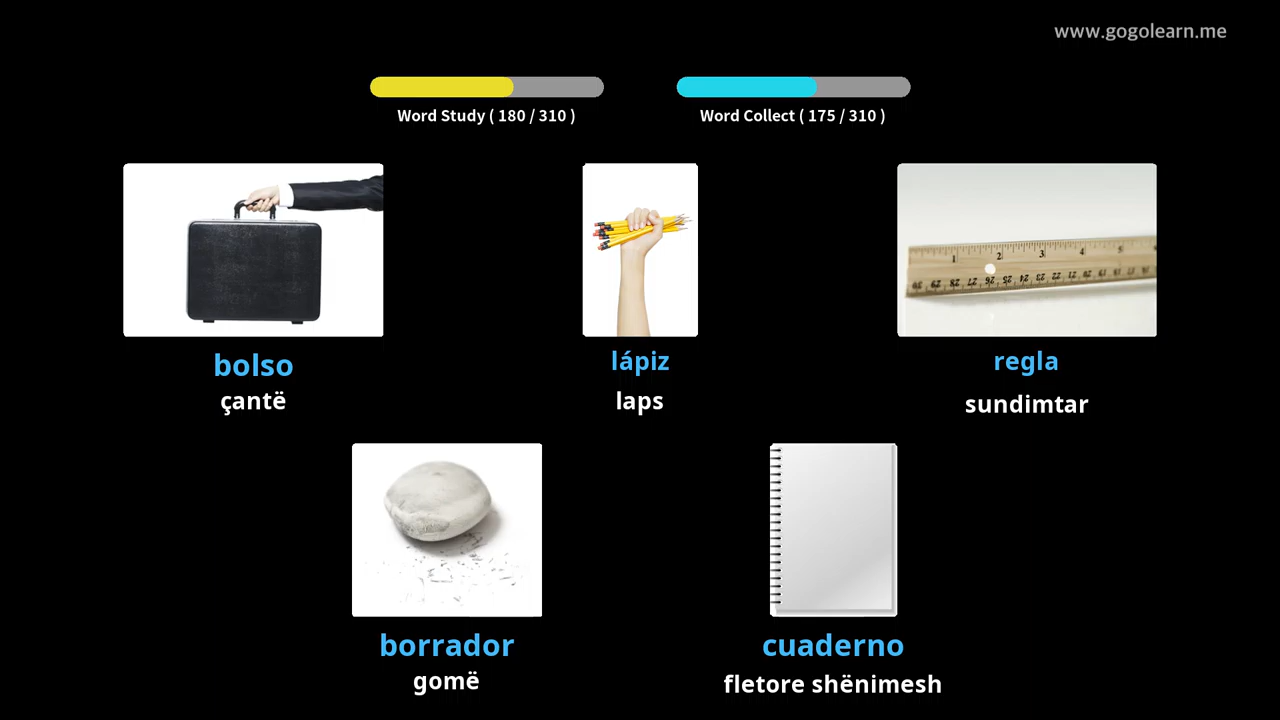 www.gogolearn.me
Word Study ( 180 / 310 )
Word Collect ( 175 / 310 )
bolso
çantë
lápiz
laps
regla
sundimtar
borrador
gomë
cuaderno
fletore shënimesh